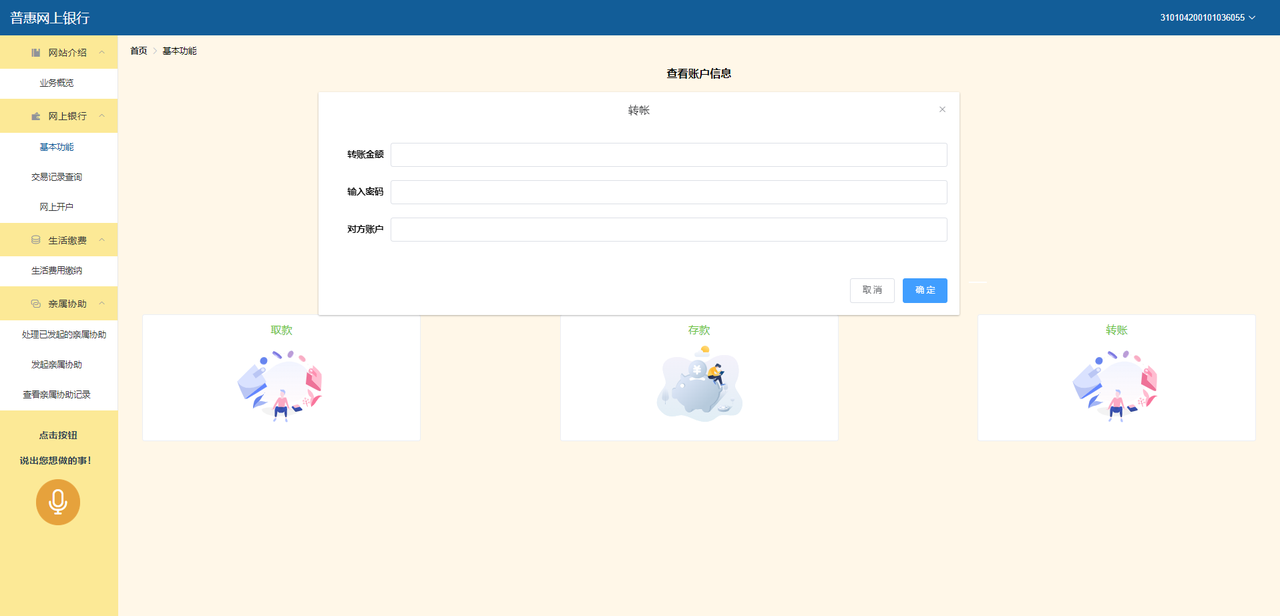 普惠网上银行
310104200101036055
网站介绍
业务概览
网上银行
基本功能
交易记录查询
网上开户
生活缴费
生活费用缴纳
亲属协助
处理已发起的亲属协助
发起亲属协助
查看亲属协助记录
点击按钮
说出您想做的事!
首页 > 基本功能
查看账户信息
转帐
转账金额
输入密码
对方账户
取消
确定
取款
存款
转账